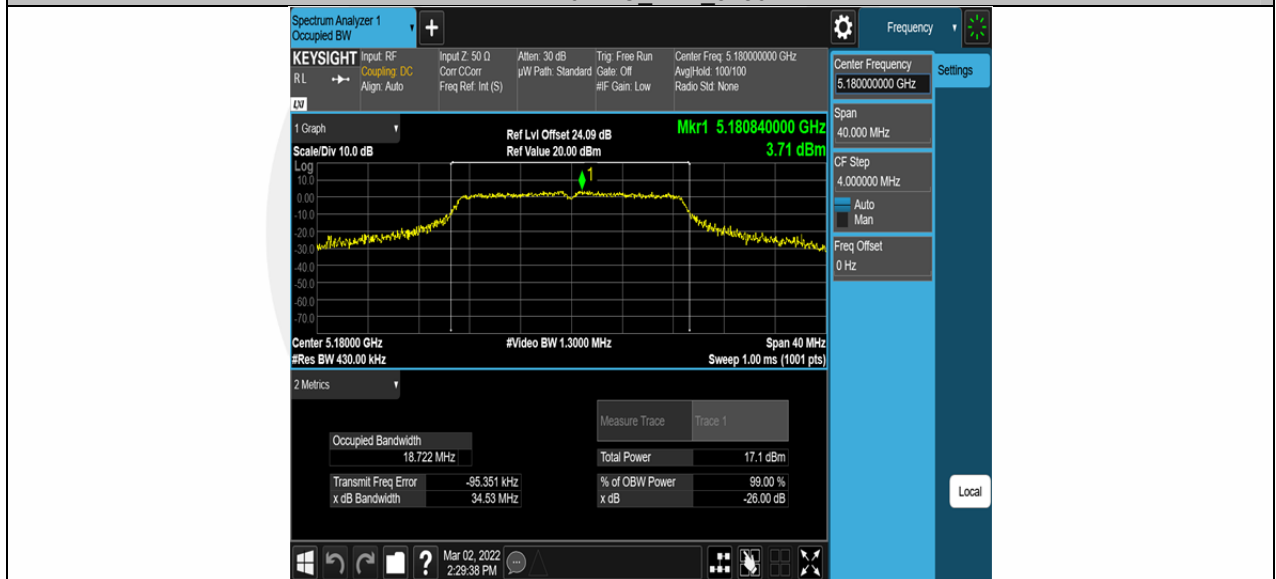 Spectrum Analyzer 1
Occupied BW
+
Frequency
KEYSIGHT
RL
LXI
Input: RF
Coupling: DC
Align: Auto
Input Z: 50 Ω
Corr CCorr
Freq Ref: Int (S)
Atten: 30 dB
µW Path: Standard
Trig: Free Run
Gate: Off
#IF Gain: Low
Center Freq: 5.180000000 GHz
Avg|Hold: 100/100
Radio Std: None
Center Frequency
5.180000000 GHz
Settings
Span
40.000 MHz
CF Step
4.000000 MHz
Auto
Man
Freq Offset
0 Hz
Local
1 Graph
Scale/Div 10.0 dB
Ref Lvl Offset 24.09 dB
Ref Value 20.00 dBm
Mkr1 5.180840000 GHz
3.71 dBm
Log
10.0
0.00
-10.0
-20.0
-30.0
-40.0
-50.0
-60.0
-70.0
1
Center 5.18000 GHz
#Res BW 430.00 kHz
#Video BW 1.3000 MHz
Span 40 MHz
Sweep 1.00 ms (1001 pts)
2 Metrics
Measure Trace Trace 1
Occupied Bandwidth
18.722 MHz
Total Power 17.1 dBm
Transmit Freq Error -95.351 kHz
% of OBW Power 99.00 %
x dB Bandwidth 34.53 MHz
x dB -26.00 dB
?
Mar 02, 2022
2:29:38 PM